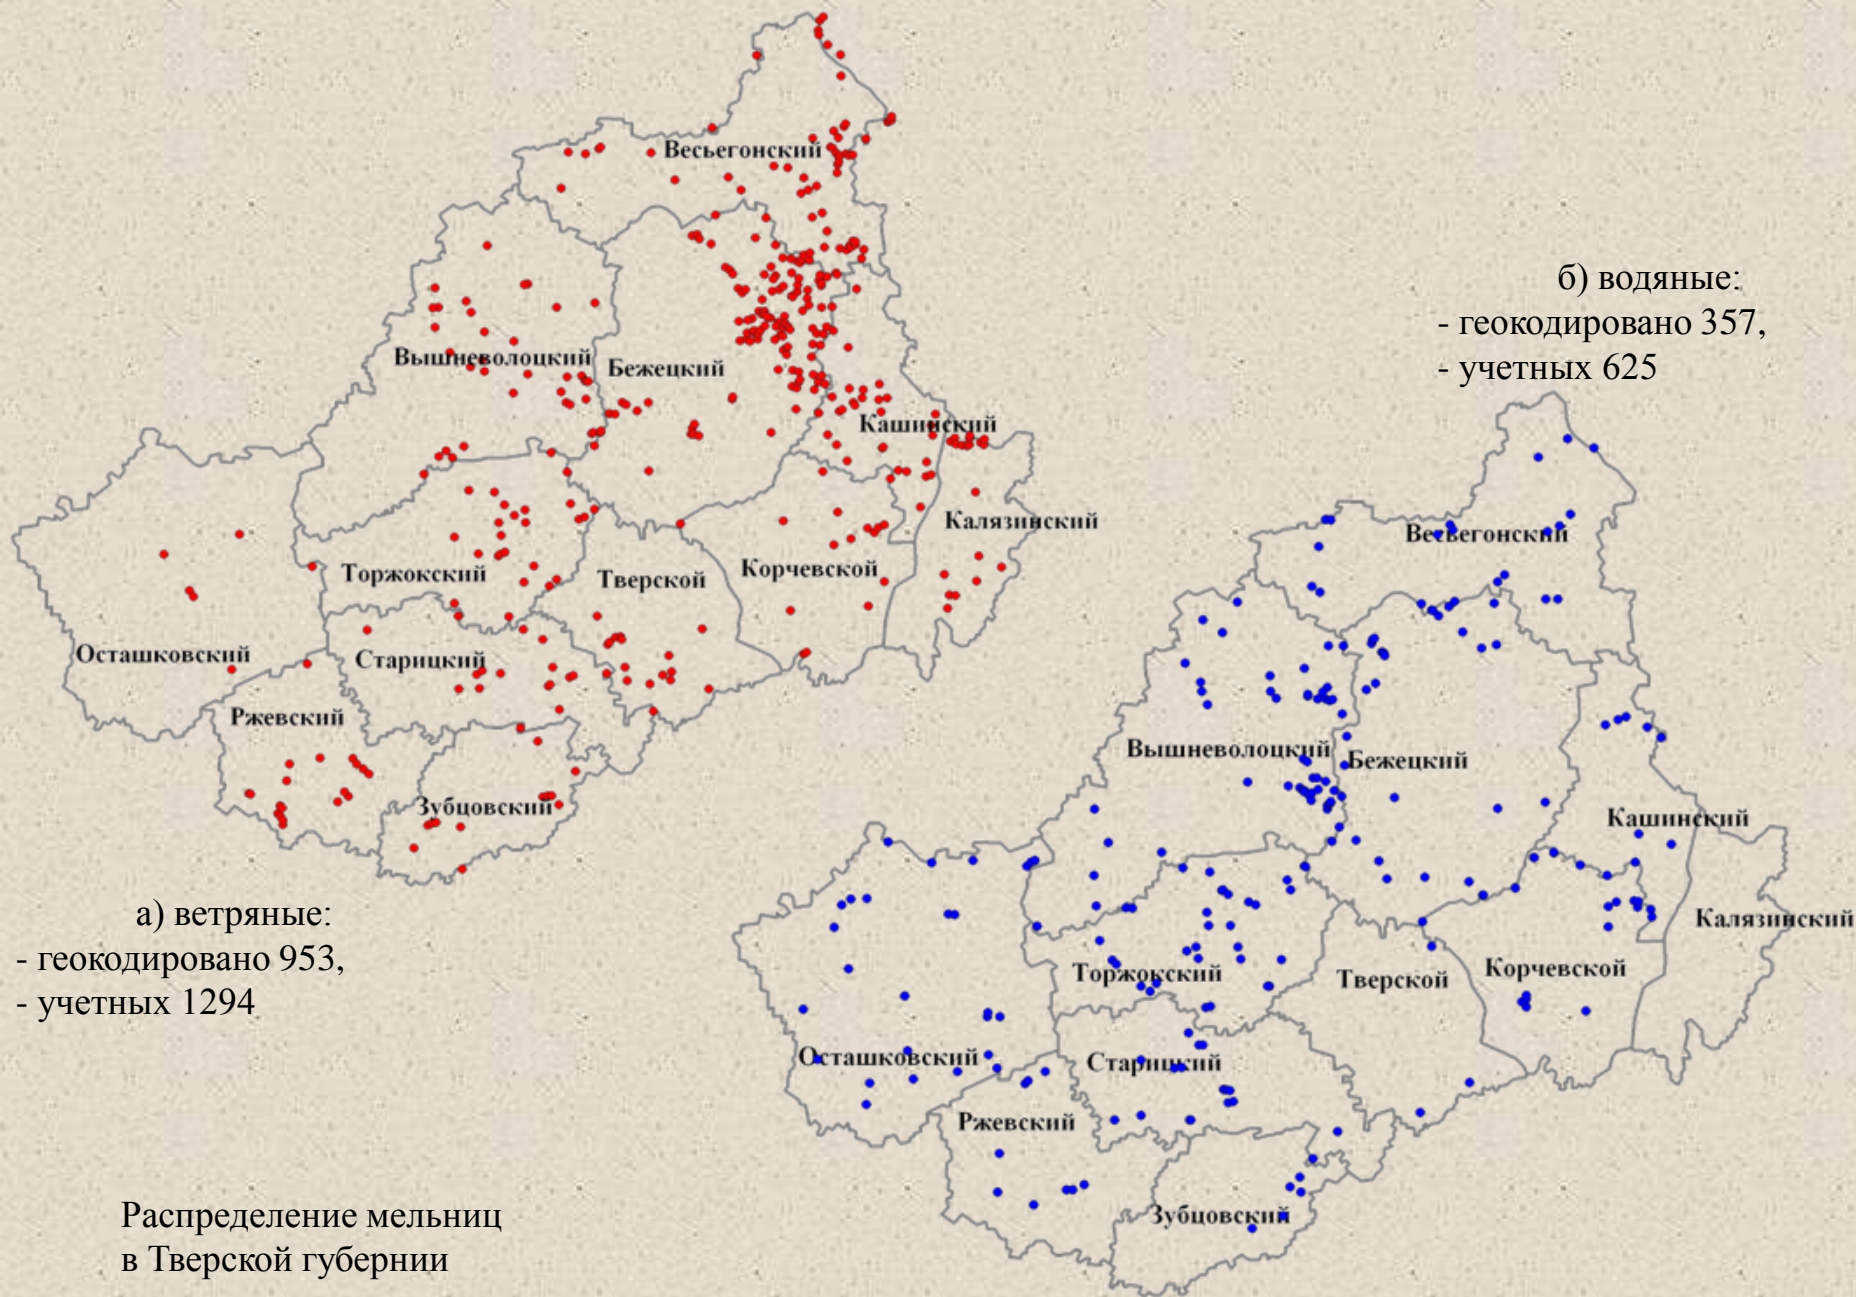 Весьегонский
Вышневолоцкий
Бежецкий
Кашинский
Калязинский
Торжокский
Тверской
Корчевской
Осташковский
Старицкий
Ржевский
Зубцовский
а) ветряные:
- геокодировано 953,
- учетных 1294
б) водяные:
- геокодировано 357,
- учетных 625
Весьегонский
Вышневолоцкий
Бежецкий
Кашинский
Калязинский
Торжокский
Тверской
Корчевской
Осташковский
Старицкий
Ржевский
Зубцовский
Распределение мельниц
в Тверской губернии